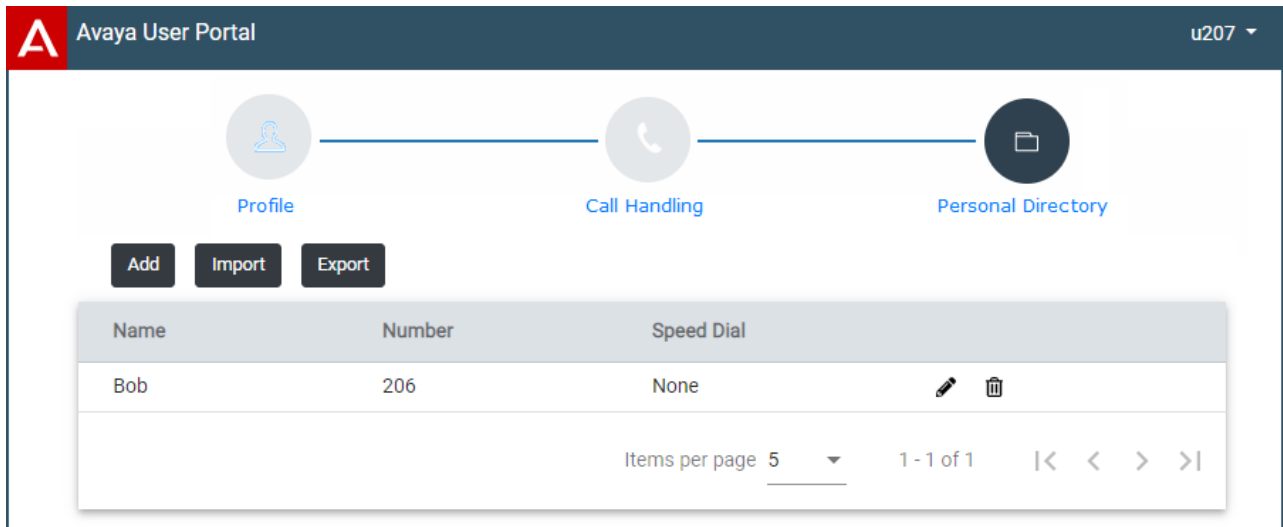 Avaya User Portal u207
Profile Call Handling Personal Directory
Add Import Export
Name Number Speed Dial
Bob 206 None
Items per page 5 1 - 1 of 1